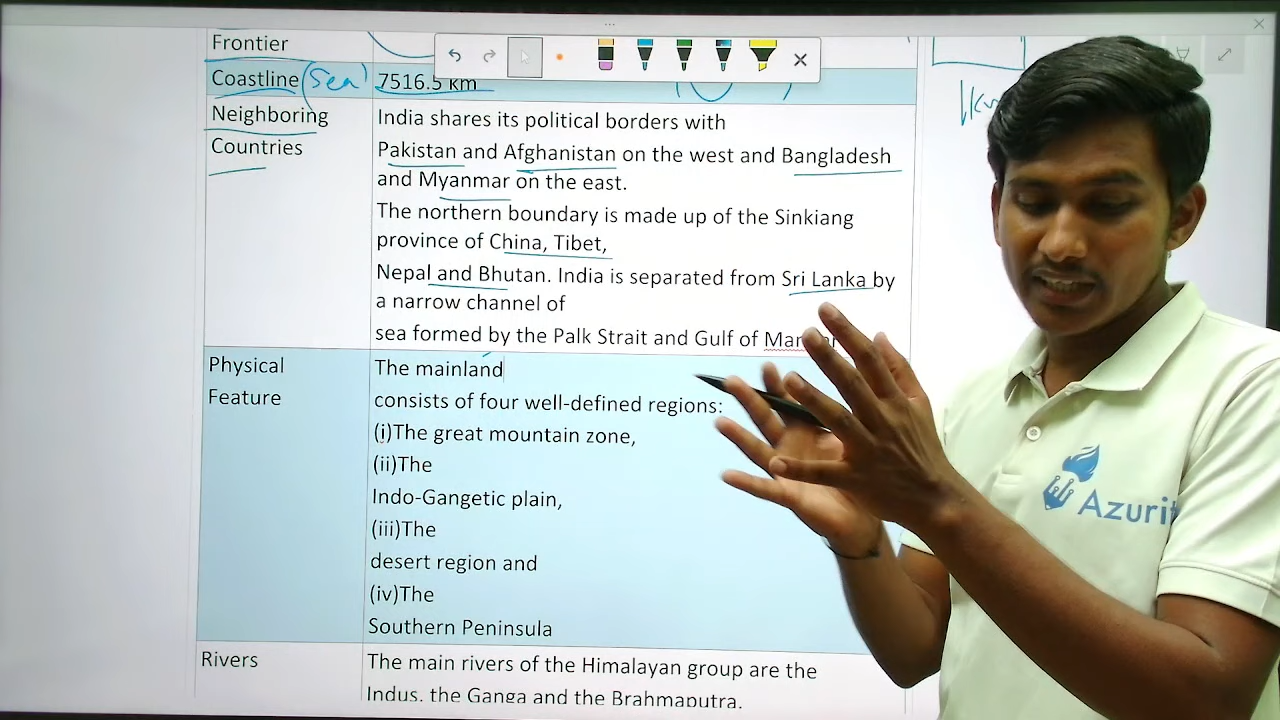 Frontier
Coastline (Sea) 7516.5 km
Neighboring
Countries
India shares its political borders with
Pakistan and Afghanistan on the west and Bangladesh
and Myanmar on the east.
The northern boundary is made up of the Sinkiang
province of China, Tibet,
Nepal and Bhutan. India is separated from Sri Lanka by
a narrow channel of
sea formed by the Palk Strait and Gulf of
Physical
Feature
The mainland
consists of four well-defined regions:
(i)The great mountain zone,
(ii)The
Indo-Gangetic plain,
(iii)The
desert region and
(iv)The
Southern Peninsula
Rivers
The main rivers of the Himalayan group are the
Indus, the Ganga and the Brahmaputra.